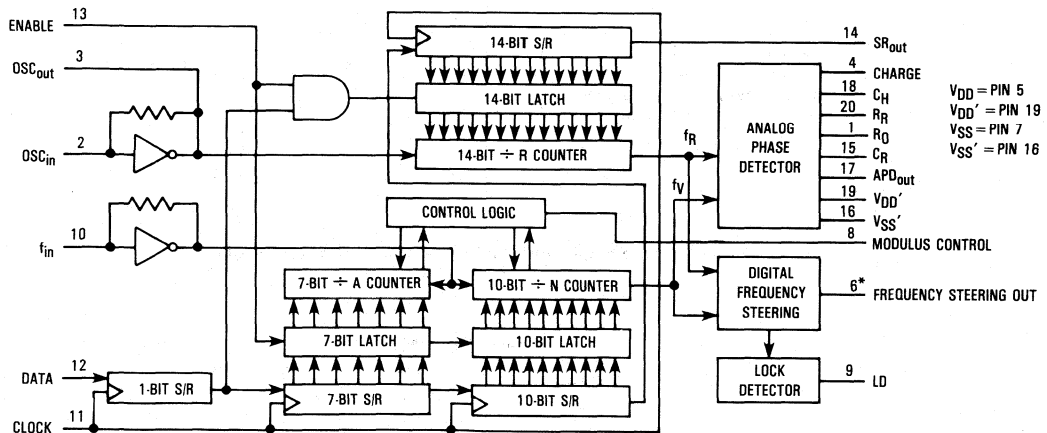 ENABLE 13
OSCout 3
OSCin 2
fin 10
DATA 12
CLOCK 11
14-BIT S/R
14-BIT LATCH
14-BIT ÷ R COUNTER
CONTROL LOGIC
7-BIT ÷ A COUNTER
10-BIT ÷ N COUNTER
7-BIT LATCH
10-BIT LATCH
1-BIT S/R
7-BIT S/R
10-BIT S/R
fR
fV
ANALOG
PHASE
DETECTOR
DIGITAL
FREQUENCY
STEERING
LOCK
DETECTOR
14 SRout
4 CHARGE
18 CH
20 RR
1 RO
15 CR
17 APDout
19 VDD'
16 VSS'
8 MODULUS CONTROL
6* FREQUENCY STEERING OUT
9 LD
VDD = PIN 5
VDD' = PIN 19
VSS = PIN 7
VSS' = PIN 16